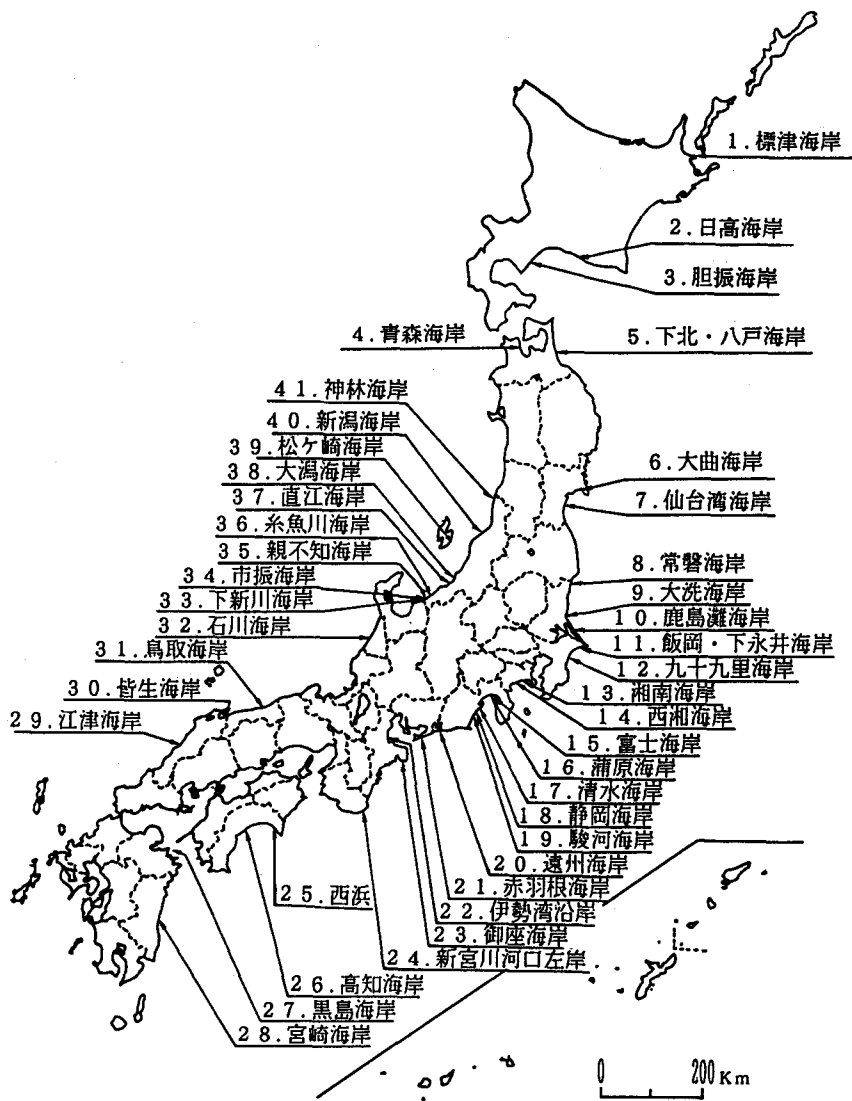 1.標津海岸
2.日高海岸
3.胆振海岸
4.青森海岸
5.下北・八戸海岸
41.神林海岸
40.新潟海岸
39.松ケ崎海岸
38.大潟海岸
37.直江海岸
36.糸魚川海岸
35.親不知海岸
34.市振海岸
33.下新川海岸
32.石川海岸
31.鳥取海岸
30.皆生海岸
29.江津海岸
6.大曲海岸
7.仙台湾海岸
8.常磐海岸
9.大洗海岸
10.鹿島灘海岸
11.飯岡・下永井海岸
12.九十九里海岸
13.湘南海岸
14.西湘海岸
15.富士海岸
16.蒲原海岸
17.清水海岸
18.静岡海岸
19.駿河海岸
20.遠州海岸
21.赤羽根海岸
22.伊勢湾沿岸
23.御座海岸
24.新宮川河口左岸
25.西浜
26.高知海岸
27.黒島海岸
28.宮崎海岸
0 200Km